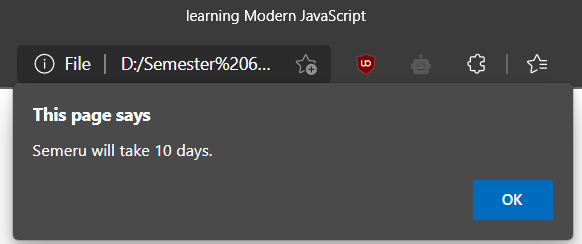 learning Modern JavaScript
File D:/Semester%206...
This page says
Semeru will take 10 days.
OK